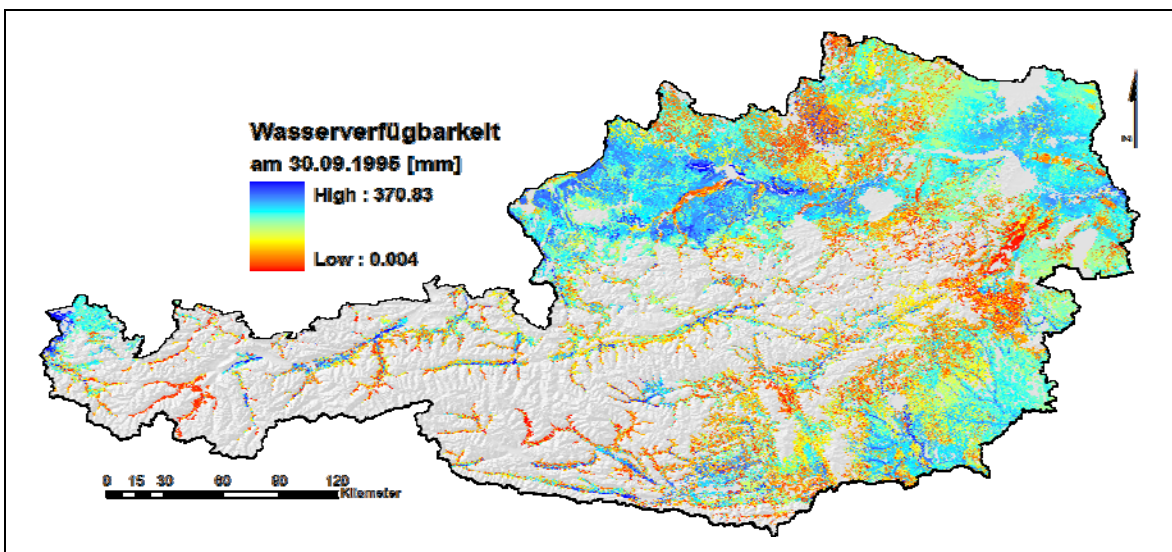 Wasserverfügbarkeit
am 30.09.1995 [mm]
High : 370.83
Low : 0.004
N
0 15 30 60 90 120
Kilometer